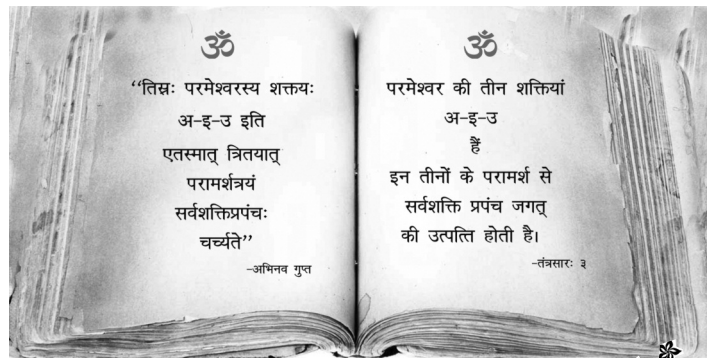 ॐ
“तिस्रः परमेश्वरस्य शक्तयः
अ-इ-उ इति
एतस्मात् त्रितयात्
परामर्शत्रयं
सर्वशक्तिप्रपंचः
चर्च्यते”
-अभिनव गुप्त
ॐ
परमेश्वर की तीन शक्तियां
अ-इ-उ
हैं
इन तीनों के परामर्श से
सर्वशक्ति प्रपंच जगत्
की उत्पत्ति होती है।
-तंत्रसारः ३